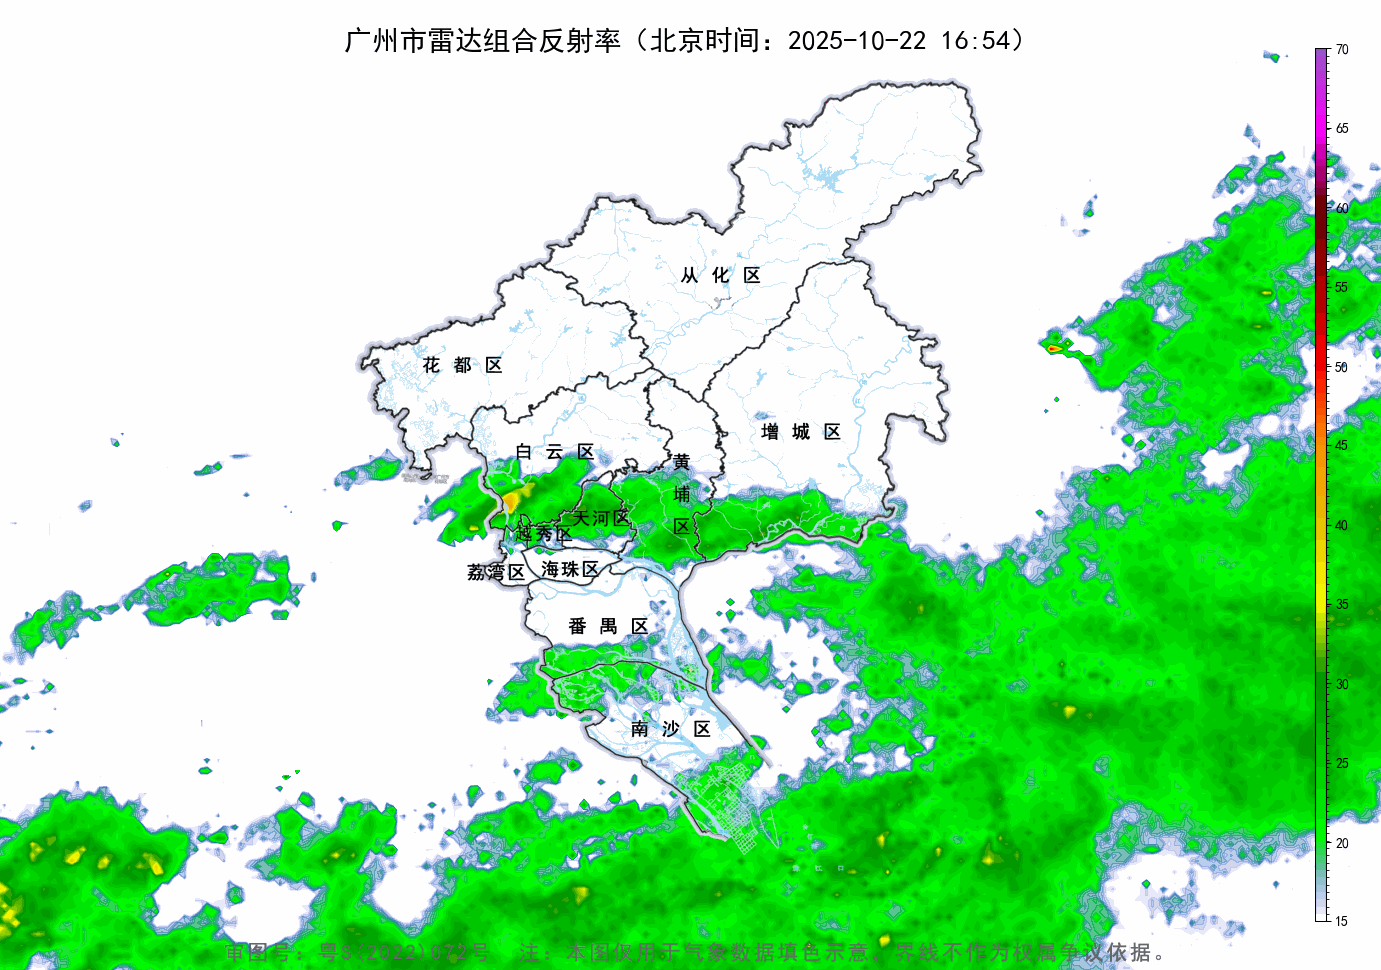 广州市雷达组合反射率（北京时间：2025-10-22 16:54）
70
65
60
55
50
45
40
35
30
25
20
15
从化区
花都区
增城区
白云区
黄埔区
天河区
越秀区
荔湾区
海珠区
番禺区
南沙区
审图号：粤S(2022)072号 注：本图仅用于气象数据填色示意，界线不作为权属争议依据。